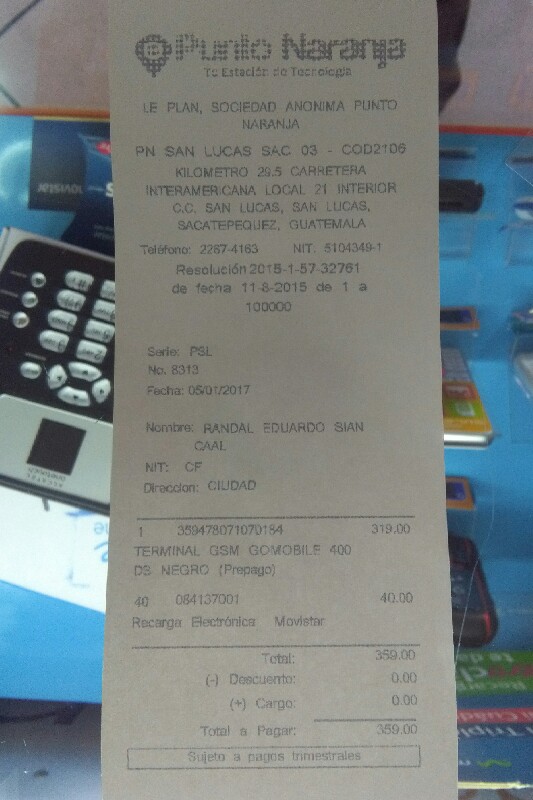 Punto Naranja
Tu Estación de Tecnología
LE PLAN, SOCIEDAD ANONIMA PUNTO
NARANJA
PN SAN LUCAS SAC 03 - COD2106
KILOMETRO 29.5 CARRETERA
INTERAMERICANA LOCAL 21 INTERIOR
C.C. SAN LUCAS, SAN LUCAS,
SACATEPEQUEZ, GUATEMALA
Teléfono: 2267-4163 NIT. 5104349-1
Resolución 2015-1-57-32761
de fecha 11-8-2015 de 1 a
100000
Serie: PSL
No. 8313
Fecha: 05/01/2017
Nombre: RANDAL EDUARDO SIAN
CAAL
NIT: CF
Direccion: CIUDAD
1 359478071070184 319.00
TERMINAL GSM GOMOBILE 400
DS NEGRO (Prepago)
40 084137001 40.00
Recarga Electrónica Movistar
Total: 359.00
(-) Descuento: 0.00
(+) Cargo: 0.00
Total a Pagar: 359.00
Sujeto a pagos trimestrales
movistar
ALCATEL